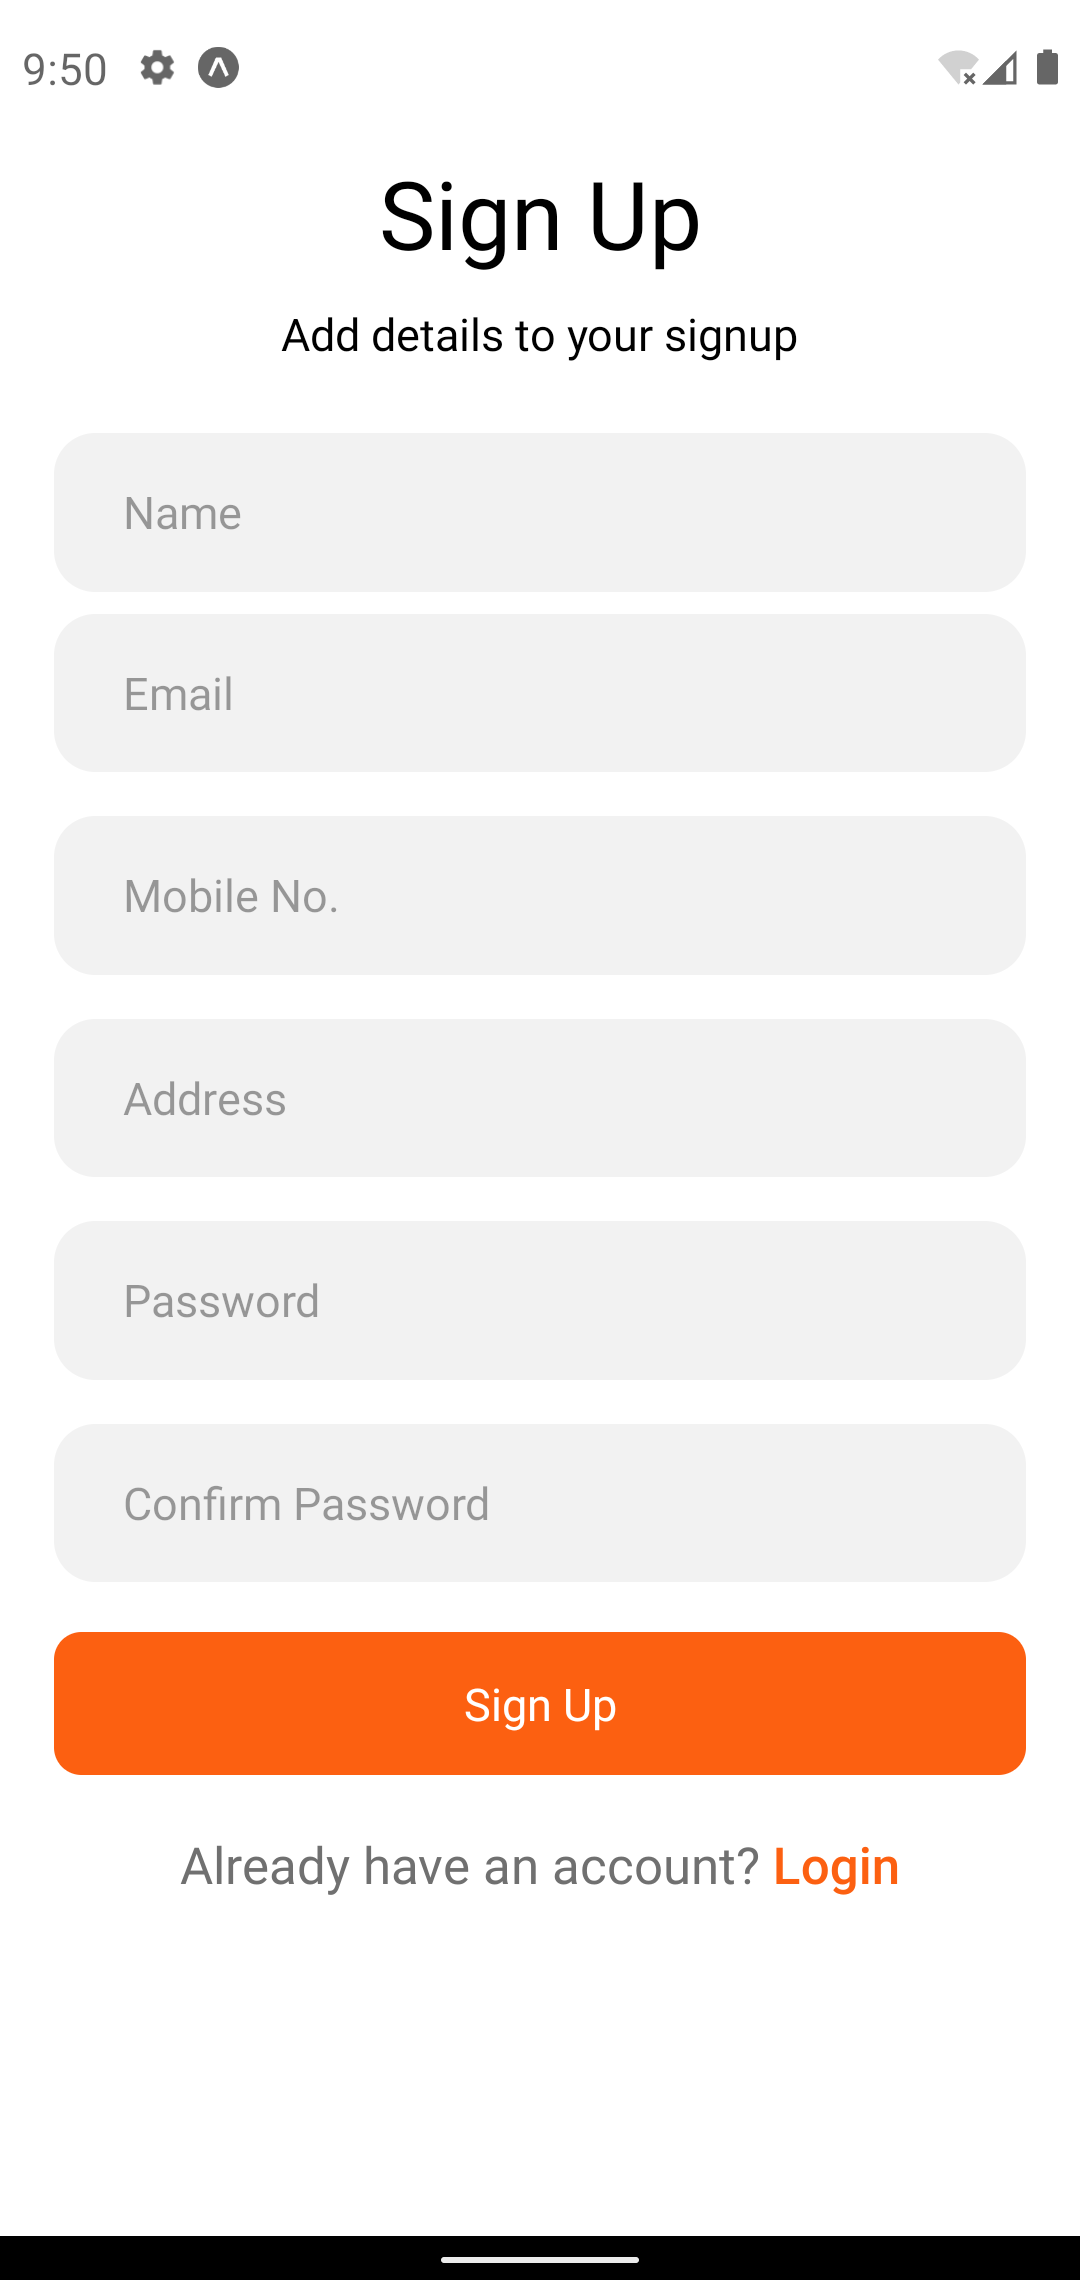 9:50
Sign Up
Add details to your signup
Name
Email
Mobile No.
Address
Password
Confirm Password
Sign Up
Already have an account? Login